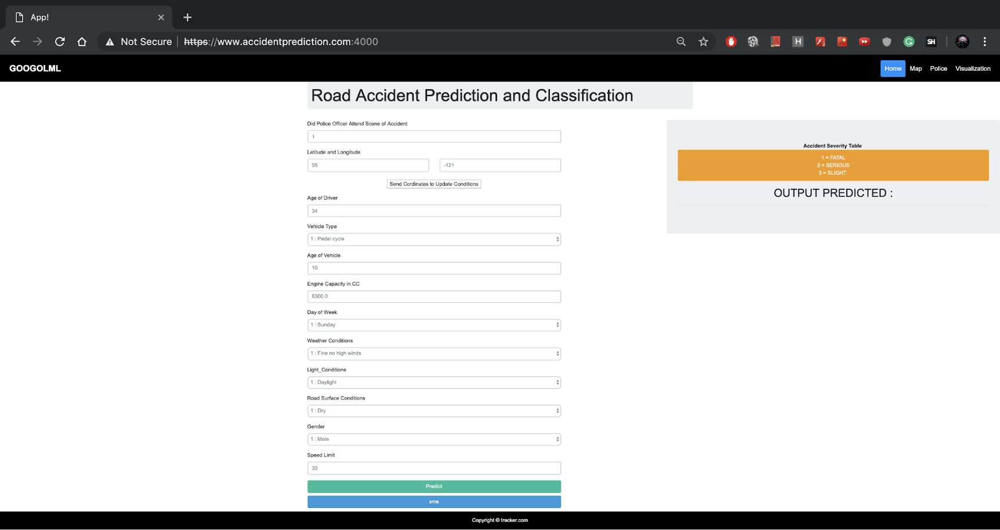 App!
Not Secure https://www.accidentprediction.com:4000
GOOGOLML
Home Map Police Visualization
Road Accident Prediction and Classification
Did Police Officer Attend Scene of Accident
1
Latitude and Longitude
55 -121
Send Cordinates to Update Conditions
Age of Driver
34
Vehicle Type
1 : Pedal cycle
Age of Vehicle
10
Engine Capacity in CC
8300.0
Day of Week
1 : Sunday
Weather Conditions
1 : Fine no high winds
Light_Conditions
1 : Daylight
Road Surface Conditions
1 : Dry
Gender
1 : Male
Speed Limit
30
Predict
sms
Accident Severity Table
1 = FATAL
2 = SERIOUS
3 = SLIGHT
OUTPUT PREDICTED :
Copyright © tracker.com
H
G
SH